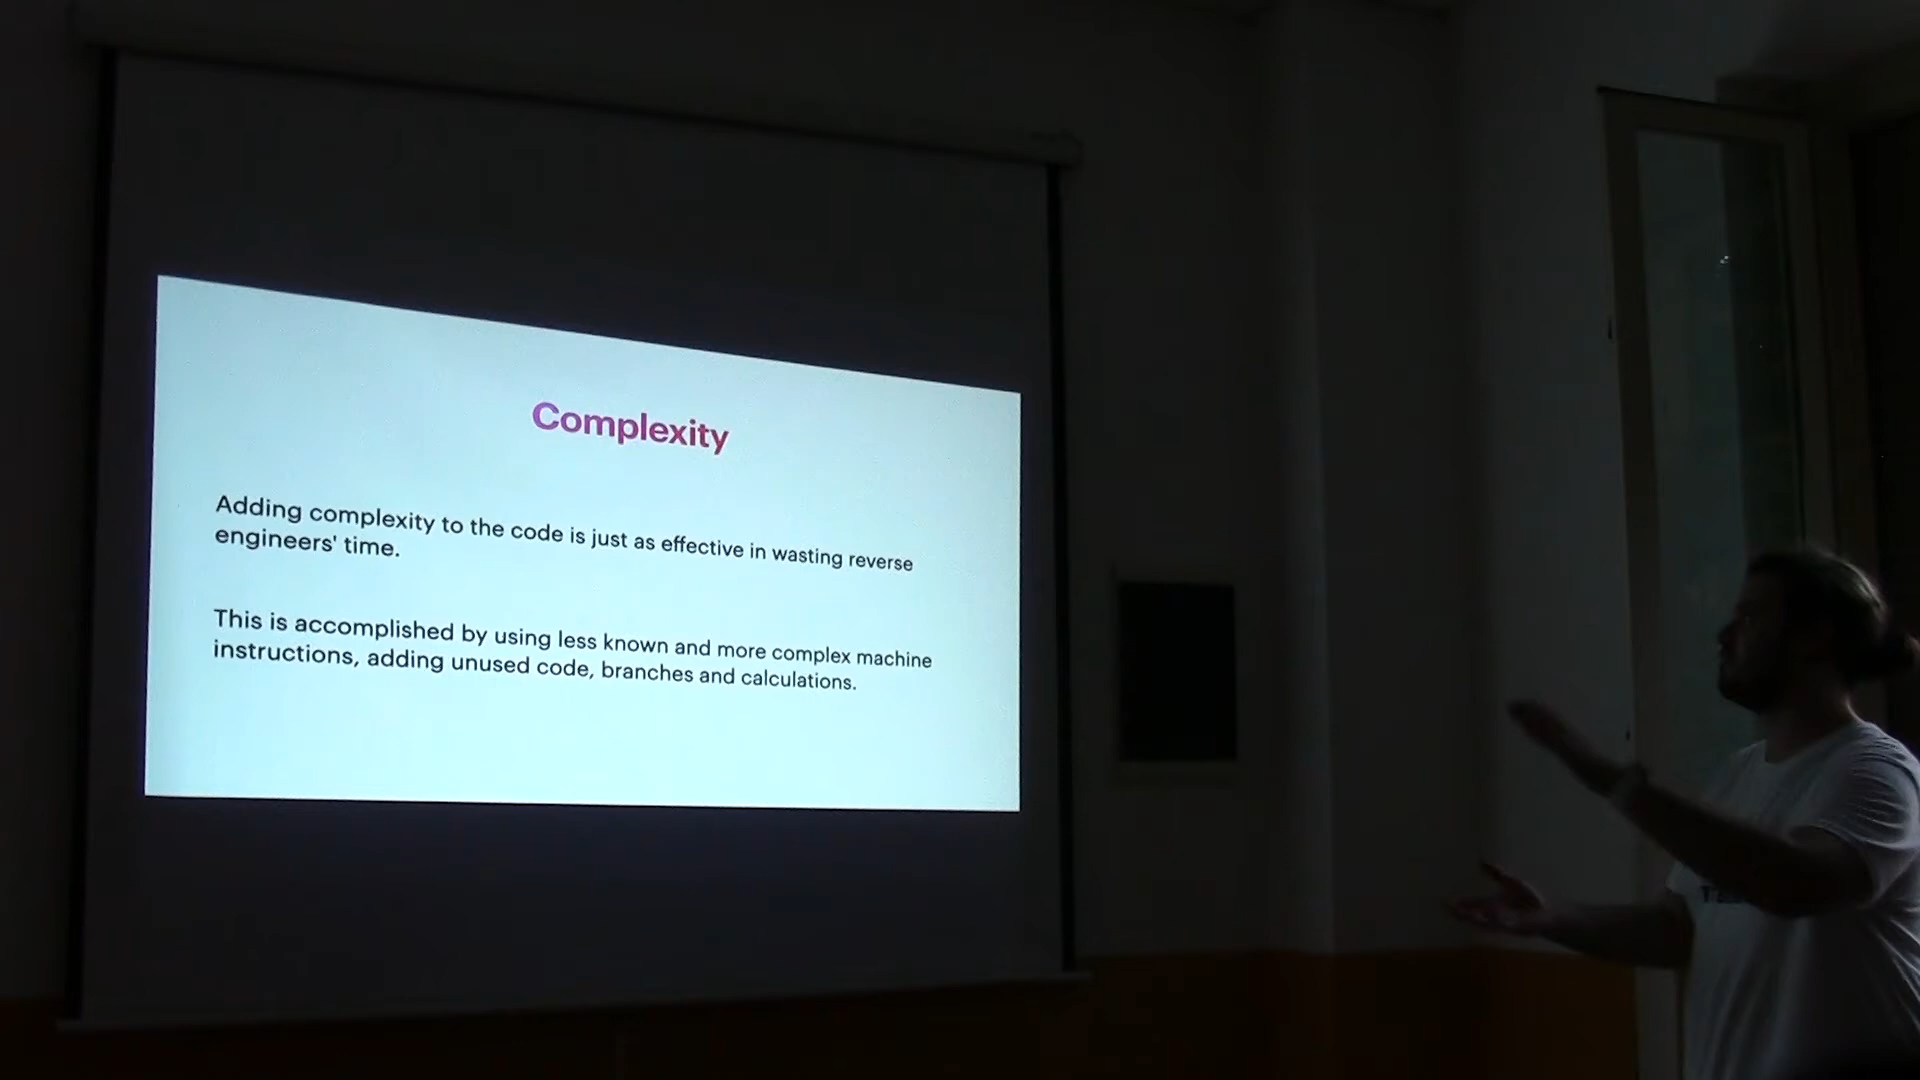 Complexity
Adding complexity to the code is just as effective in wasting reverse
engineers' time.
This is accomplished by using less known and more complex machine
instructions, adding unused code, branches and calculations.